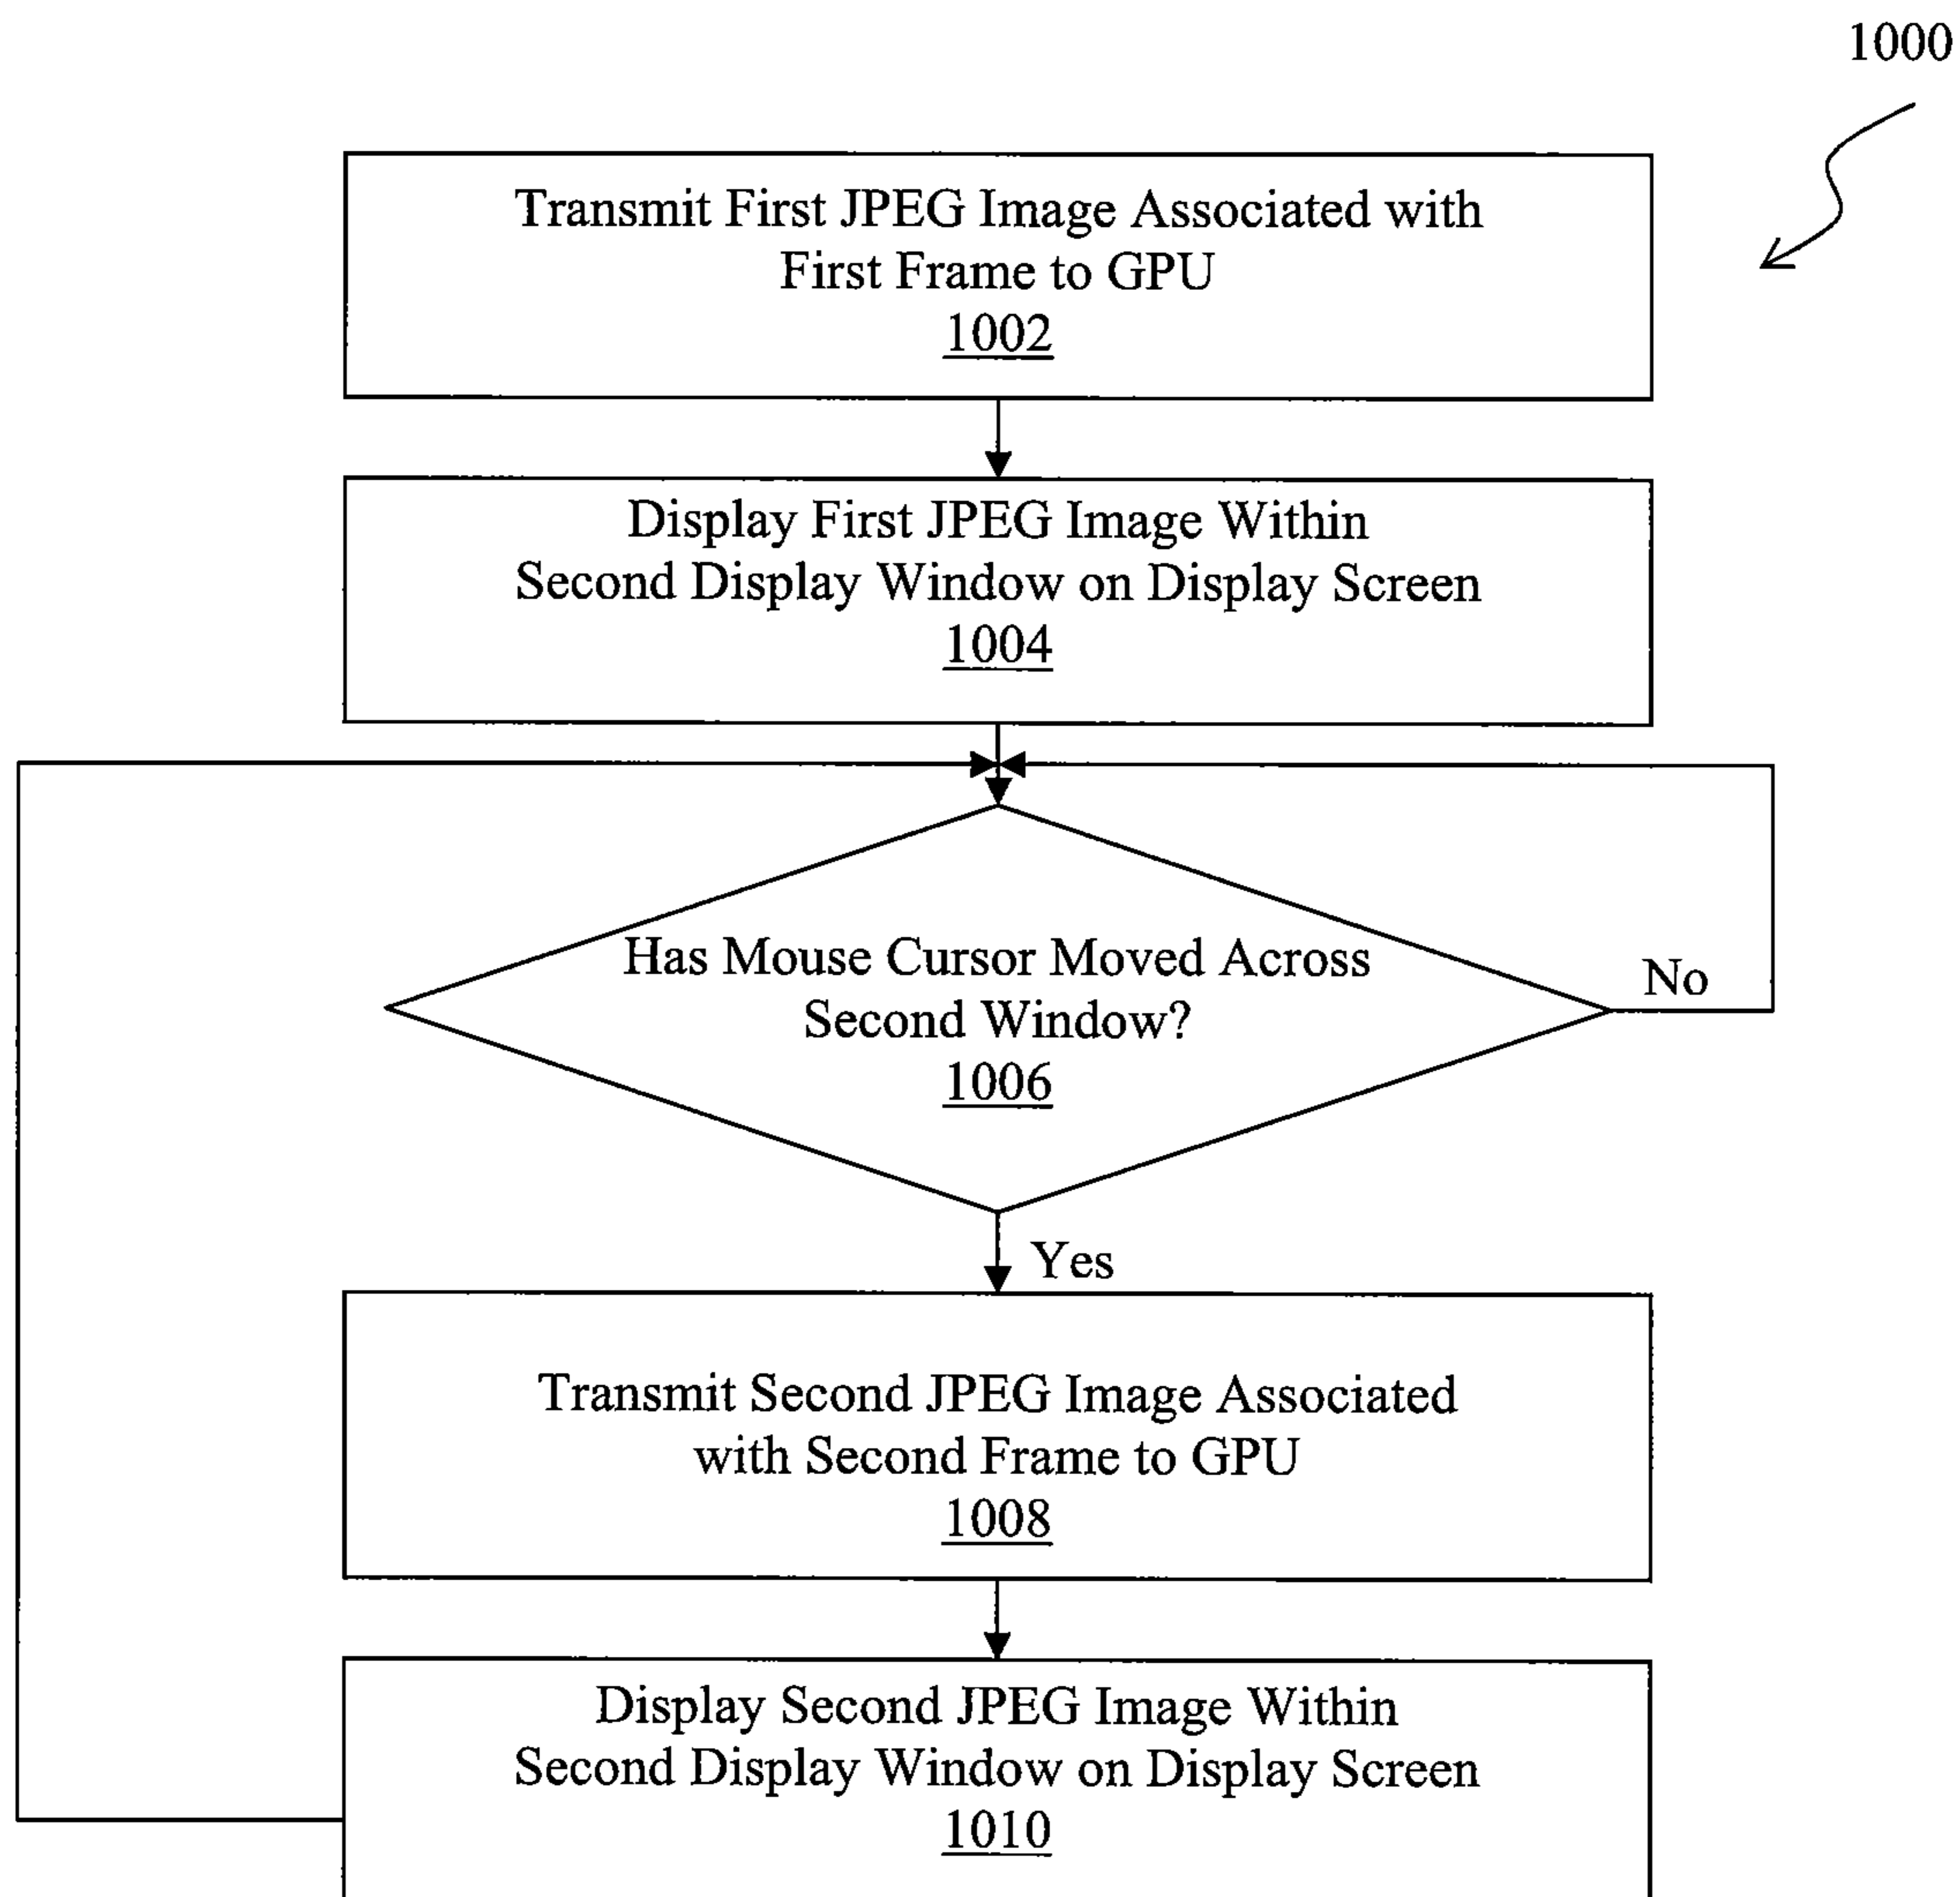 1000
Transmit First JPEG Image Associated with
First Frame to GPU
1002
Display First JPEG Image Within
Second Display Window on Display Screen
1004
Has Mouse Cursor Moved Across
Second Window?
1006
No
Yes
Transmit Second JPEG Image Associated
with Second Frame to GPU
1008
Display Second JPEG Image Within
Second Display Window on Display Screen
1010